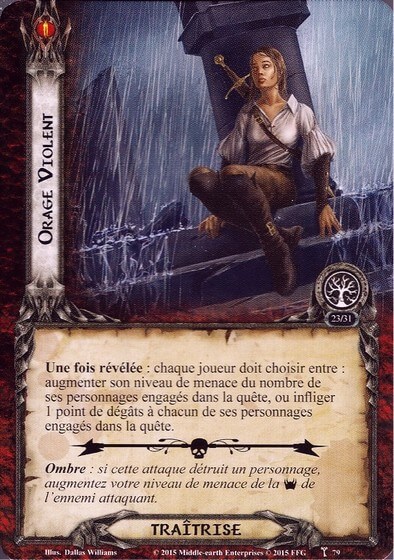 ORAGE VIOLENT
23/31
Une fois révélée : chaque joueur doit choisir entre :
augmenter son niveau de menace du nombre de
ses personnages engagés dans la quête, ou infliger
1 point de dégâts à chacun de ses personnages
engagés dans la quête.
Ombre : si cette attaque détruit un personnage,
augmentez votre niveau de menace de la
de l'ennemi attaquant.
TRAÎTRISE
Illus. Dallas Williams © 2015 Middle-earth Enterprises © 2015 FFG 79